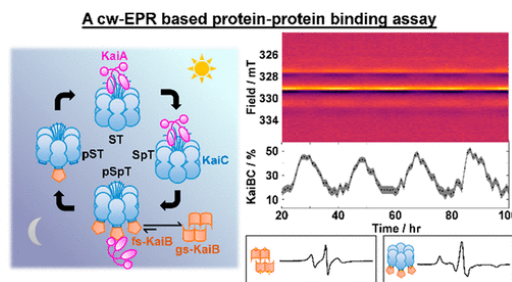 A cw-EPR based protein-protein binding assay
KaiA
ST
pST
SpT
KaiC
pSpT
fs-KaiB
gs-KaiB
Field / mT
326
328
330
334
KaiBC / %
50
40
30
20
10
20
40
60
80
100
Time / hr